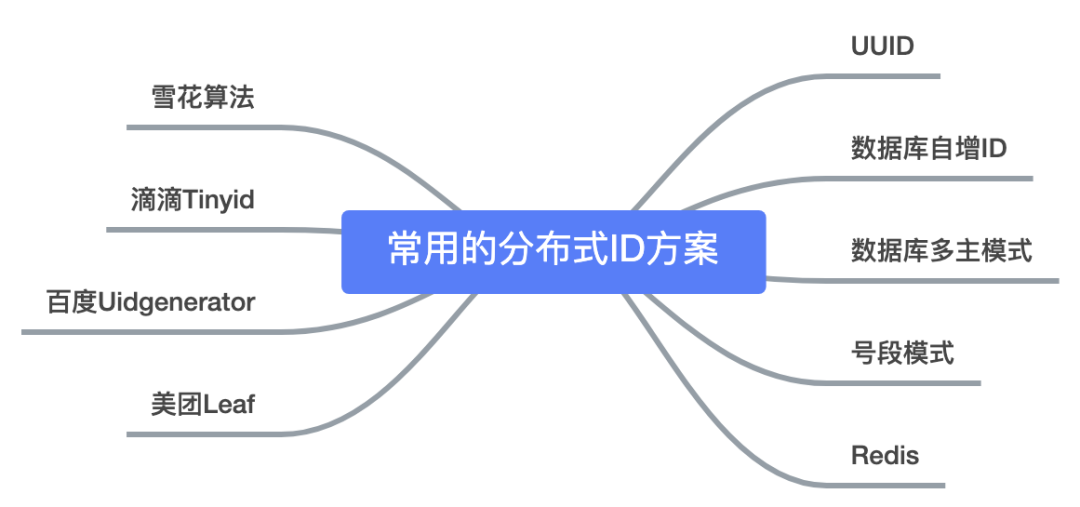 常用的分布式ID方案
UUID
数据库自增ID
数据库多主模式
号段模式
Redis
雪花算法
滴滴Tinyid
百度Uidgenerator
美团Leaf